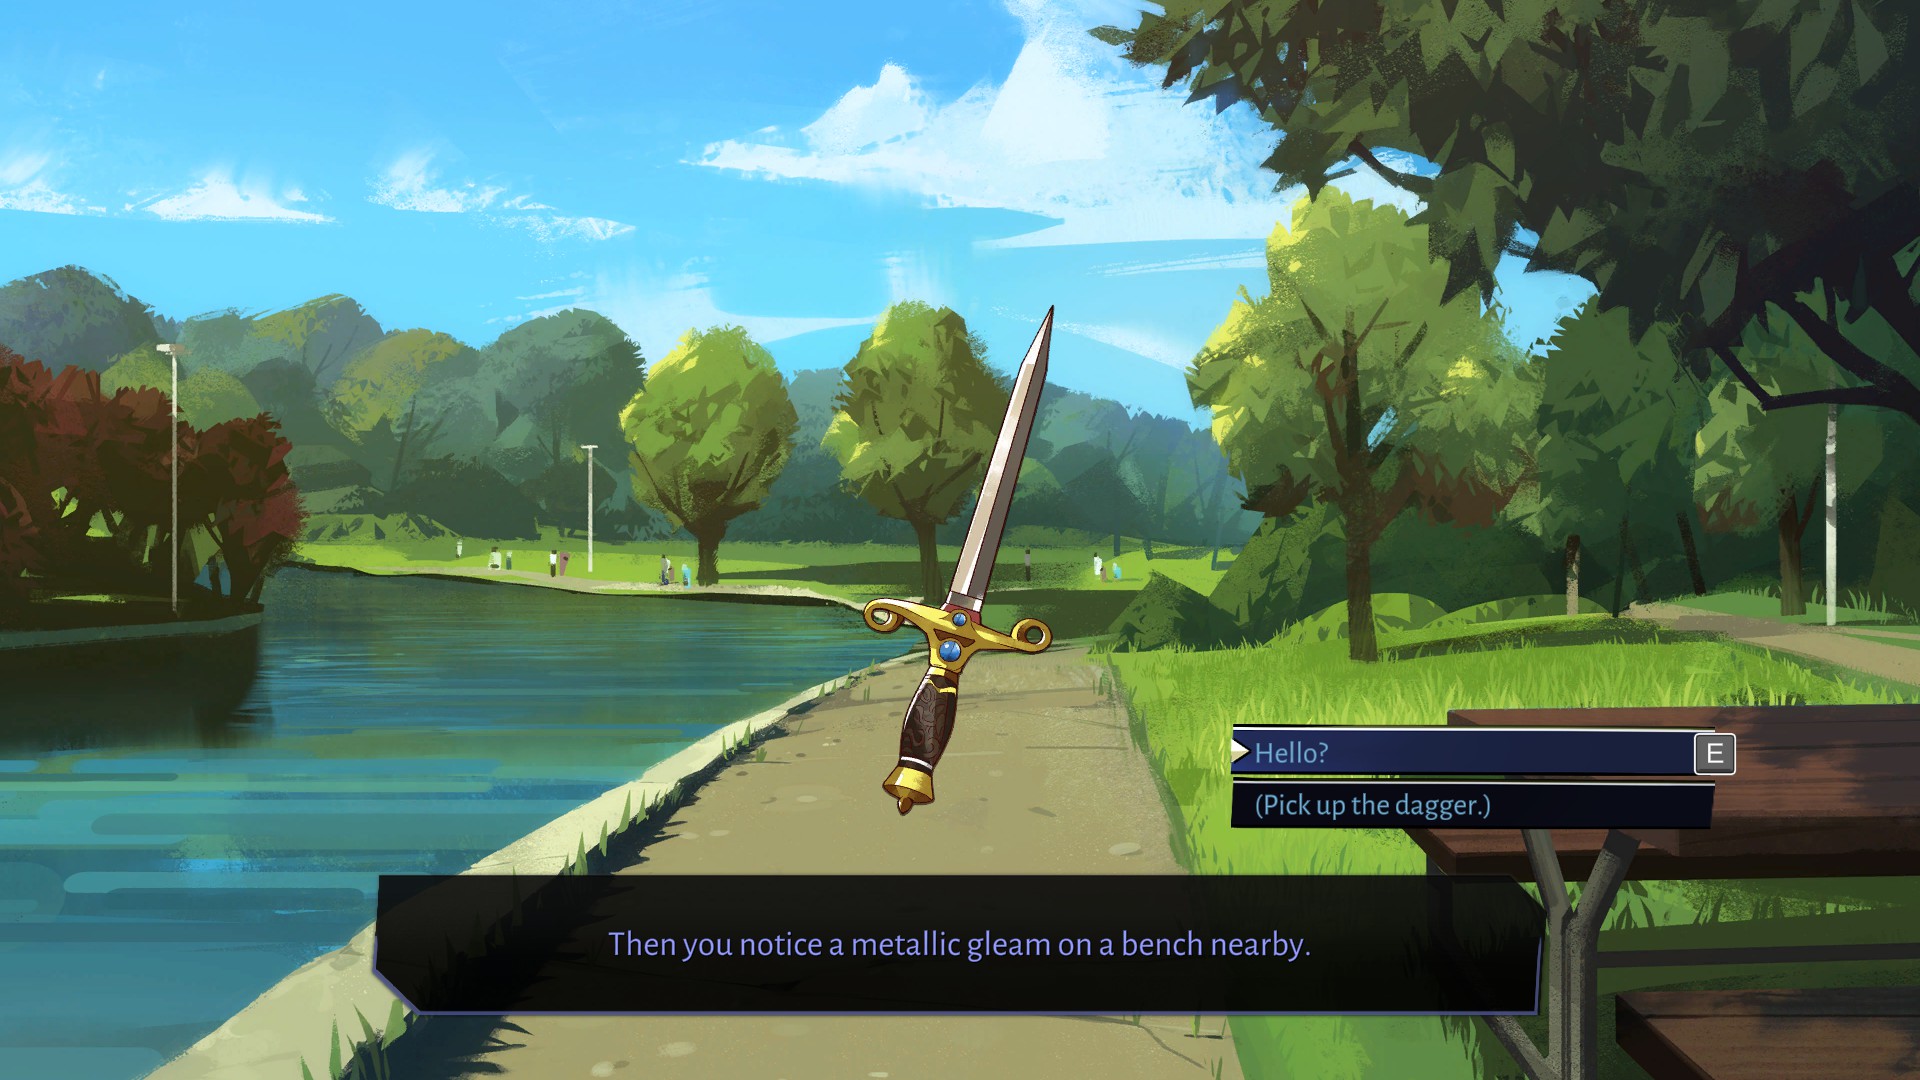 Hello?
E
(Pick up the dagger.)
Then you notice a metallic gleam on a bench nearby.